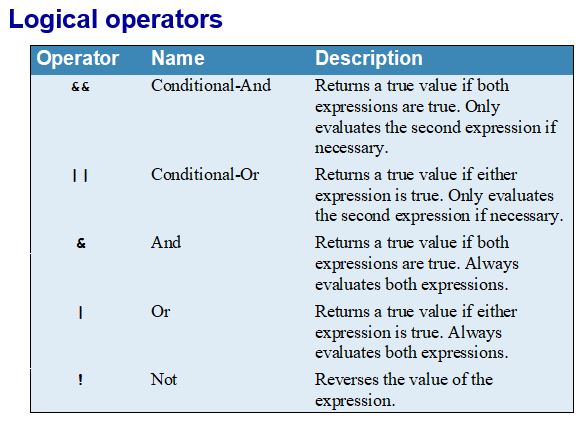 Logical operators
Operator Name Description
&& Conditional-And Returns a true value if both
expressions are true. Only
evaluates the second expression if
necessary.
|| Conditional-Or Returns a true value if either
expression is true. Only evaluates
the second expression if necessary.
& And Returns a true value if both
expressions are true. Always
evaluates both expressions.
| Or Returns a true value if either
expression is true. Always
evaluates both expressions.
! Not Reverses the value of the
expression.